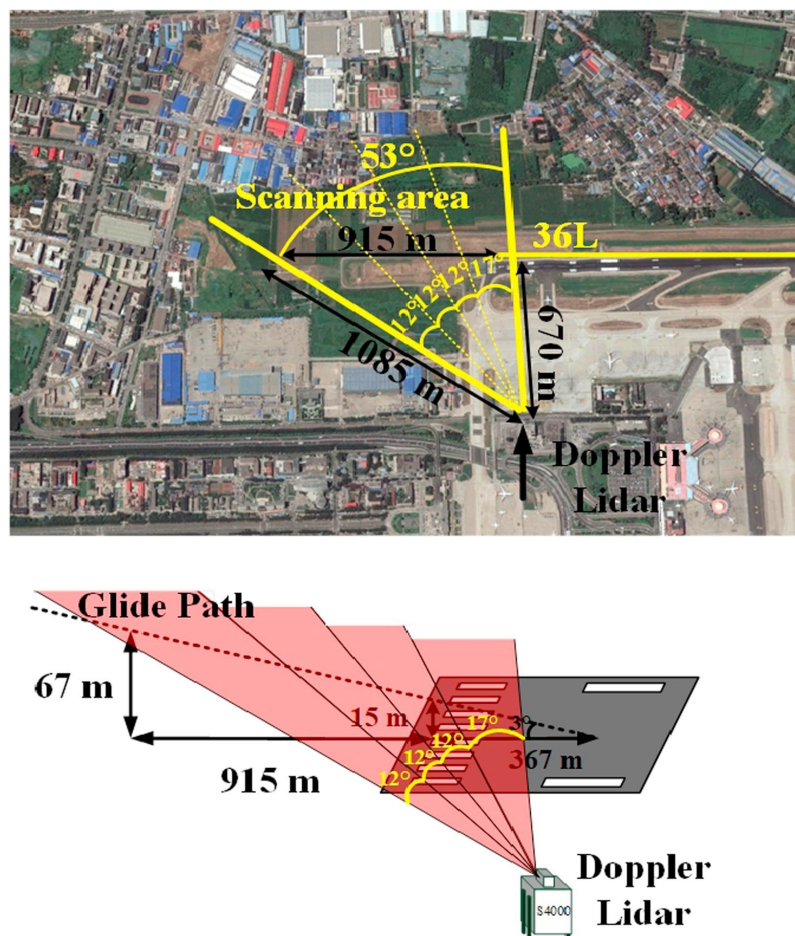 53°
Scanning area
915 m
36L
12°
12°
12°
17°
1085 m
670 m
Doppler
Lidar
Glide Path
67 m
15 m
17°
3°
12°
12°
12°
915 m
367 m
Doppler
Lidar
S4000